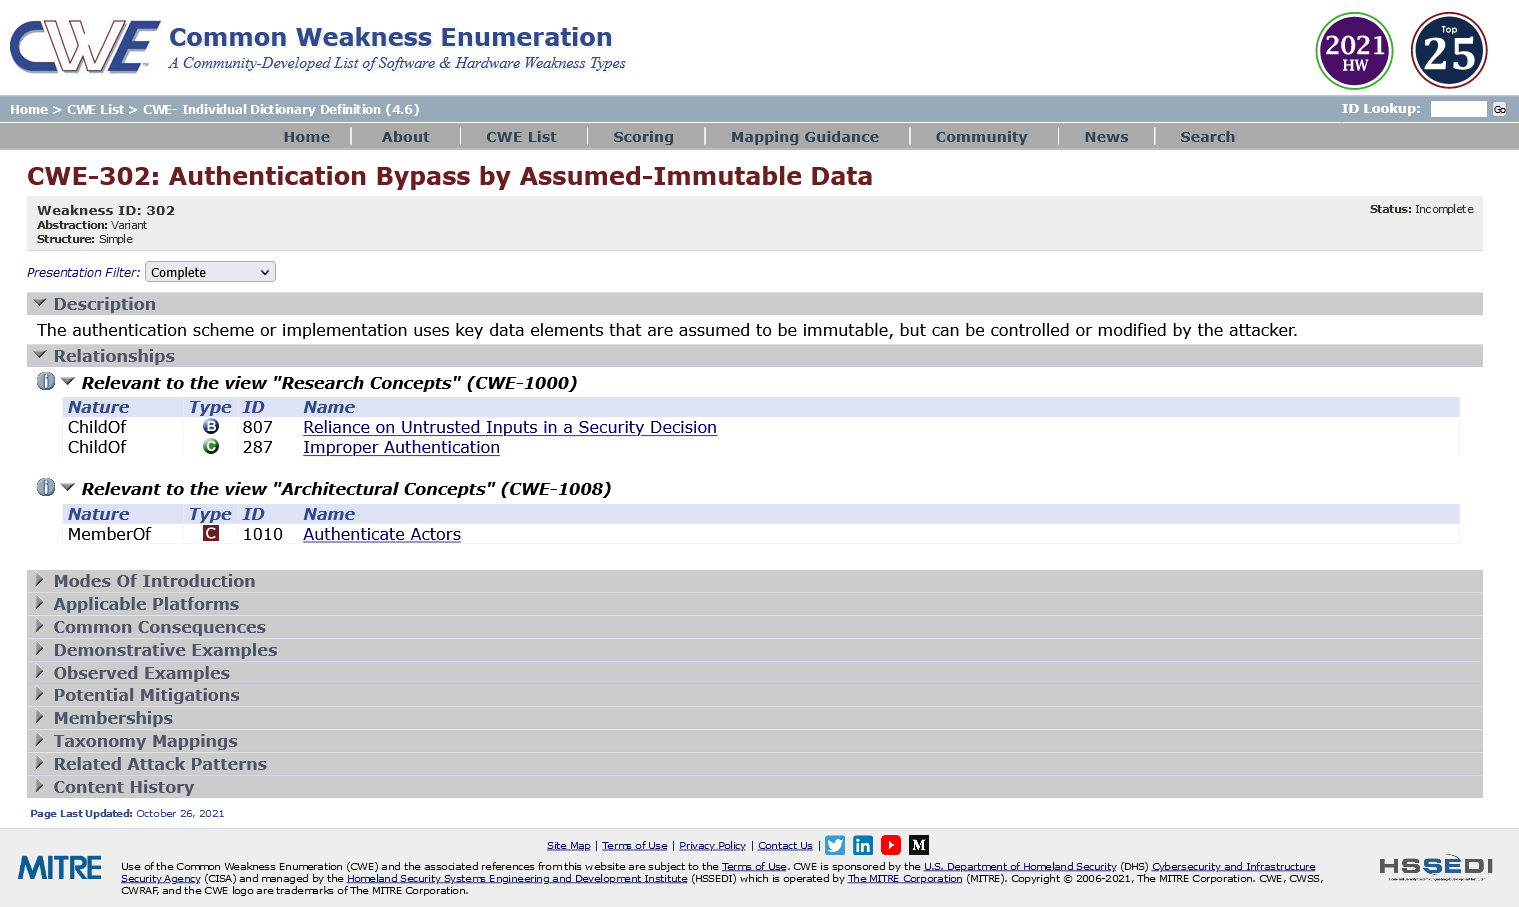 CWE Common Weakness Enumeration
A Community-Developed List of Software & Hardware Weakness Types
2021 HW
Top 25
Home > CWE List > CWE- Individual Dictionary Definition (4.6)
ID Lookup: Go
Home About CWE List Scoring Mapping Guidance Community News Search
CWE-302: Authentication Bypass by Assumed-Immutable Data
Weakness ID: 302
Status: Incomplete
Abstraction: Variant
Structure: Simple
Presentation Filter: Complete
Description
The authentication scheme or implementation uses key data elements that are assumed to be immutable, but can be controlled or modified by the attacker.
Relationships
Relevant to the view "Research Concepts" (CWE-1000)
Nature Type ID Name
ChildOf B 807 Reliance on Untrusted Inputs in a Security Decision
ChildOf C 287 Improper Authentication
Relevant to the view "Architectural Concepts" (CWE-1008)
Nature Type ID Name
MemberOf C 1010 Authenticate Actors
Modes Of Introduction
Applicable Platforms
Common Consequences
Demonstrative Examples
Observed Examples
Potential Mitigations
Memberships
Taxonomy Mappings
Related Attack Patterns
Content History
Page Last Updated: October 26, 2021
Site Map | Terms of Use | Privacy Policy | Contact Us |
MITRE
Use of the Common Weakness Enumeration (CWE) and the associated references from this website are subject to the Terms of Use. CWE is sponsored by the U.S. Department of Homeland Security (DHS) Cybersecurity and Infrastructure
Security Agency (CISA) and managed by the Homeland Security Systems Engineering and Development Institute (HSSEDI) which is operated by The MITRE Corporation (MITRE). Copyright © 2006-2021, The MITRE Corporation. CWE, CWSS,
CWRAF, and the CWE logo are trademarks of The MITRE Corporation.
HSSEDI